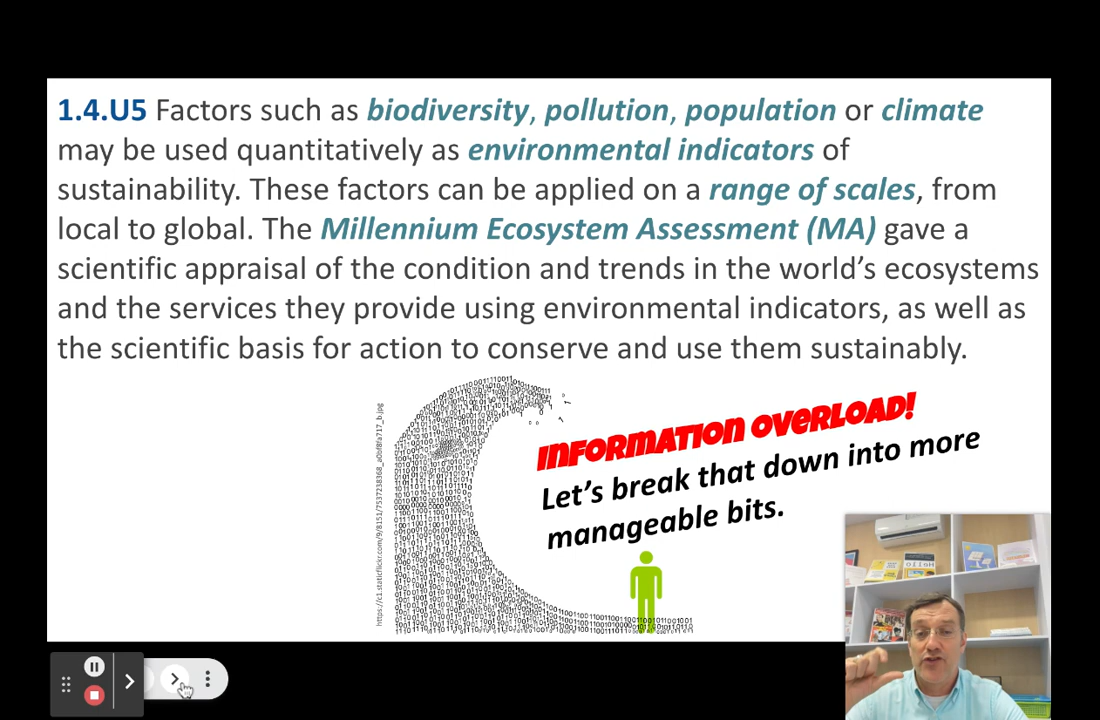 1.4.U5 Factors such as biodiversity, pollution, population or climate
may be used quantitatively as environmental indicators of
sustainability. These factors can be applied on a range of scales, from
local to global. The Millennium Ecosystem Assessment (MA) gave a
scientific appraisal of the condition and trends in the world's ecosystems
and the services they provide using environmental indicators, as well as
the scientific basis for action to conserve and use them sustainably.
INFORMATION OVERLOAD!
Let's break that down into more
manageable bits.